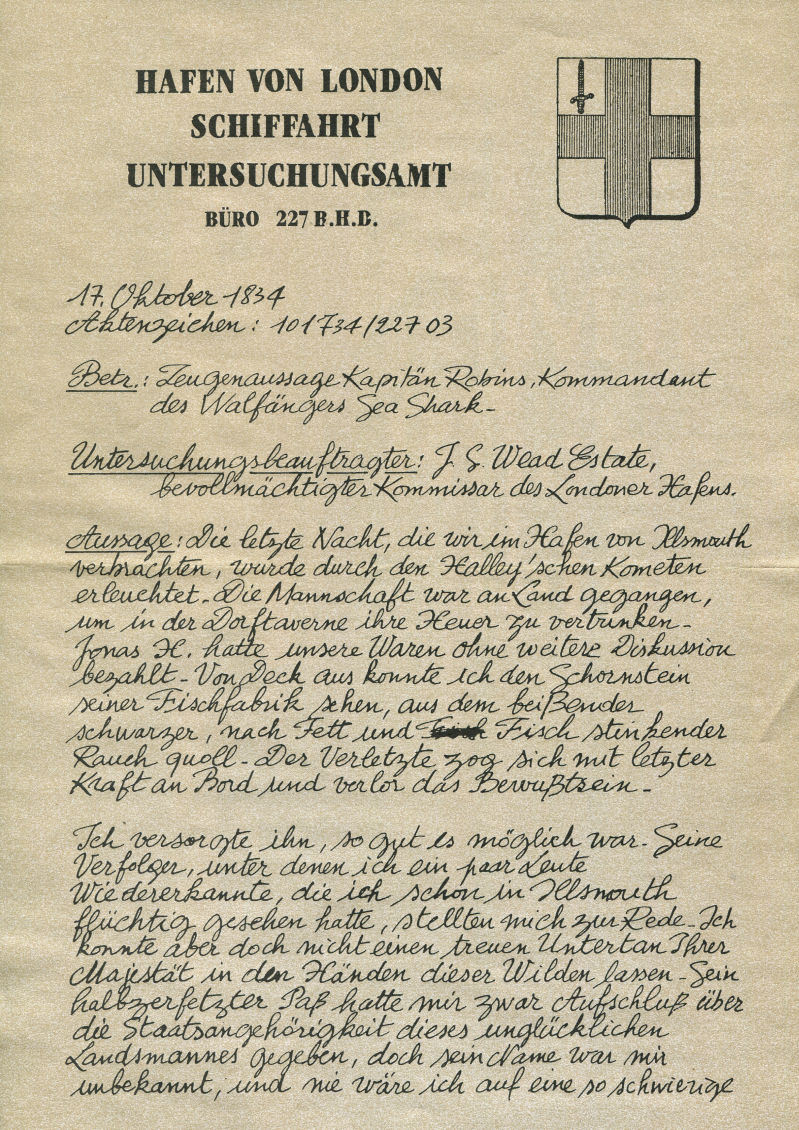 HAFEN VON LONDON
SCHIFFAHRT
UNTERSUCHUNGSAMT
BÜRO 227 B.H.D.
17. Oktober 1834
Aktenzeichen: 101734/22703
Betr.: Zeugenaussage Kapitän Robins, Kommandant
des Walfängers Sea Shark-
Untersuchungsbeauftragter: J. S. Wead Estate,
bevollmächtigter Kommissar des Londoner Hafens.
Aussage: Die letzte Nacht, die wir im Hafen von Illsmouth
verbrachten, wurde durch den Halley'schen Kometen
erleuchtet- Die Mannschaft war an Land gegangen,
um in der Dorftaverne ihre Heuer zu vertrinken-
Jonas H. hatte unsere Waren ohne weitere Diskussion
bezahlt- Von Deck aus konnte ich den Schornstein
seiner Fischfabrik sehen, aus dem beißender
schwarzer, nach Fett und Fisch stinkender
Rauch quoll- Der Verletzte zog sich mit letzter
Kraft an Bord und verlor das Bewußtsein-
Ich versorgte ihn, so gut es möglich war- Seine
Verfolger, unter denen ich ein paar Leute
Wiedererkannte, die ich schon in Illsmouth
flüchtig gesehen hatte, stellten mich zur Rede- Ich
konnte aber doch nicht einen treuen Untertan Ihrer
Majestät in den Händen dieser Wilden lassen- Sein
halbzerfetzter Paß hatte mir zwar Aufschluß über
die Staatsangehörigkeit dieses unglücklichen
Landsmannes gegeben, doch sein Name war mir
unbekannt, und nie wäre ich auf eine so schwierige